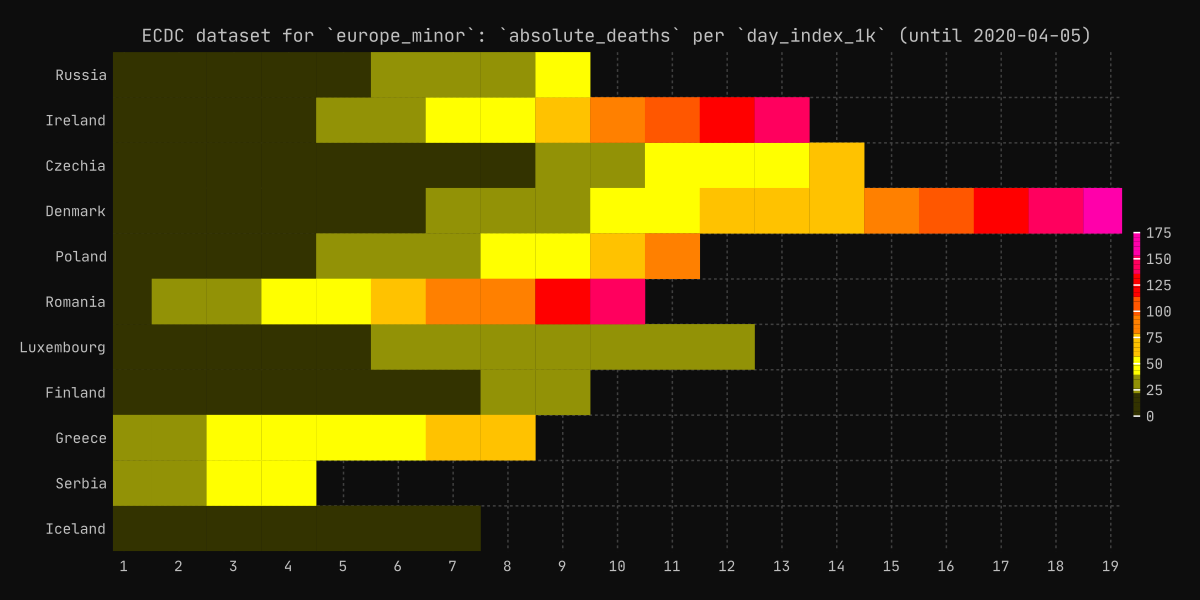 ECDC dataset for `europe_minor`: `absolute_deaths` per `day_index_1k` (until 2020-04-05)
Russia
Ireland
Czechia
Denmark
Poland
Romania
Luxembourg
Finland
Greece
Serbia
Iceland
175
150
125
100
75
50
25
0
1 2 3 4 5 6 7 8 9 10 11 12 13 14 15 16 17 18 19